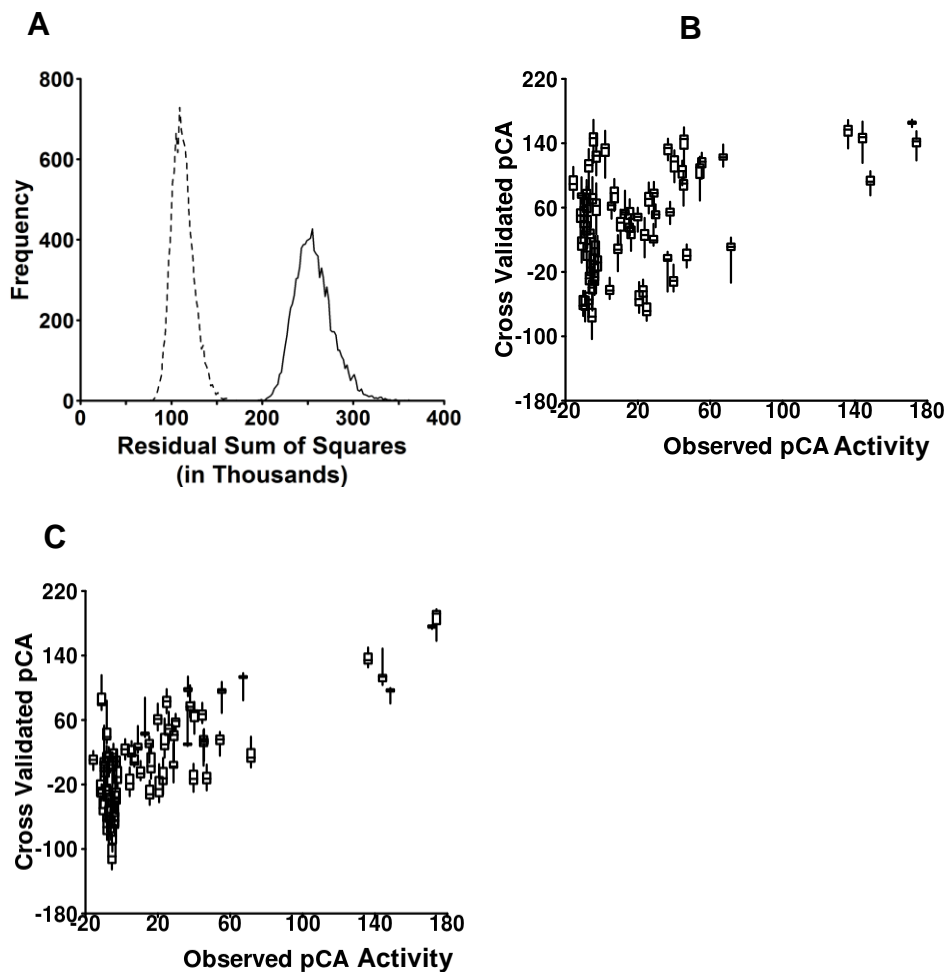 A
800
600
400
200
0
Frequency
0 100 200 300 400
Residual Sum of Squares
(in Thousands)
B
220
140
60
-20
-100
-180
Cross Validated pCA
-20 20 60 100 140 180
Observed pCA Activity
C
220
140
60
-20
-100
-180
Cross Validated pCA
-20 20 60 100 140 180
Observed pCA Activity